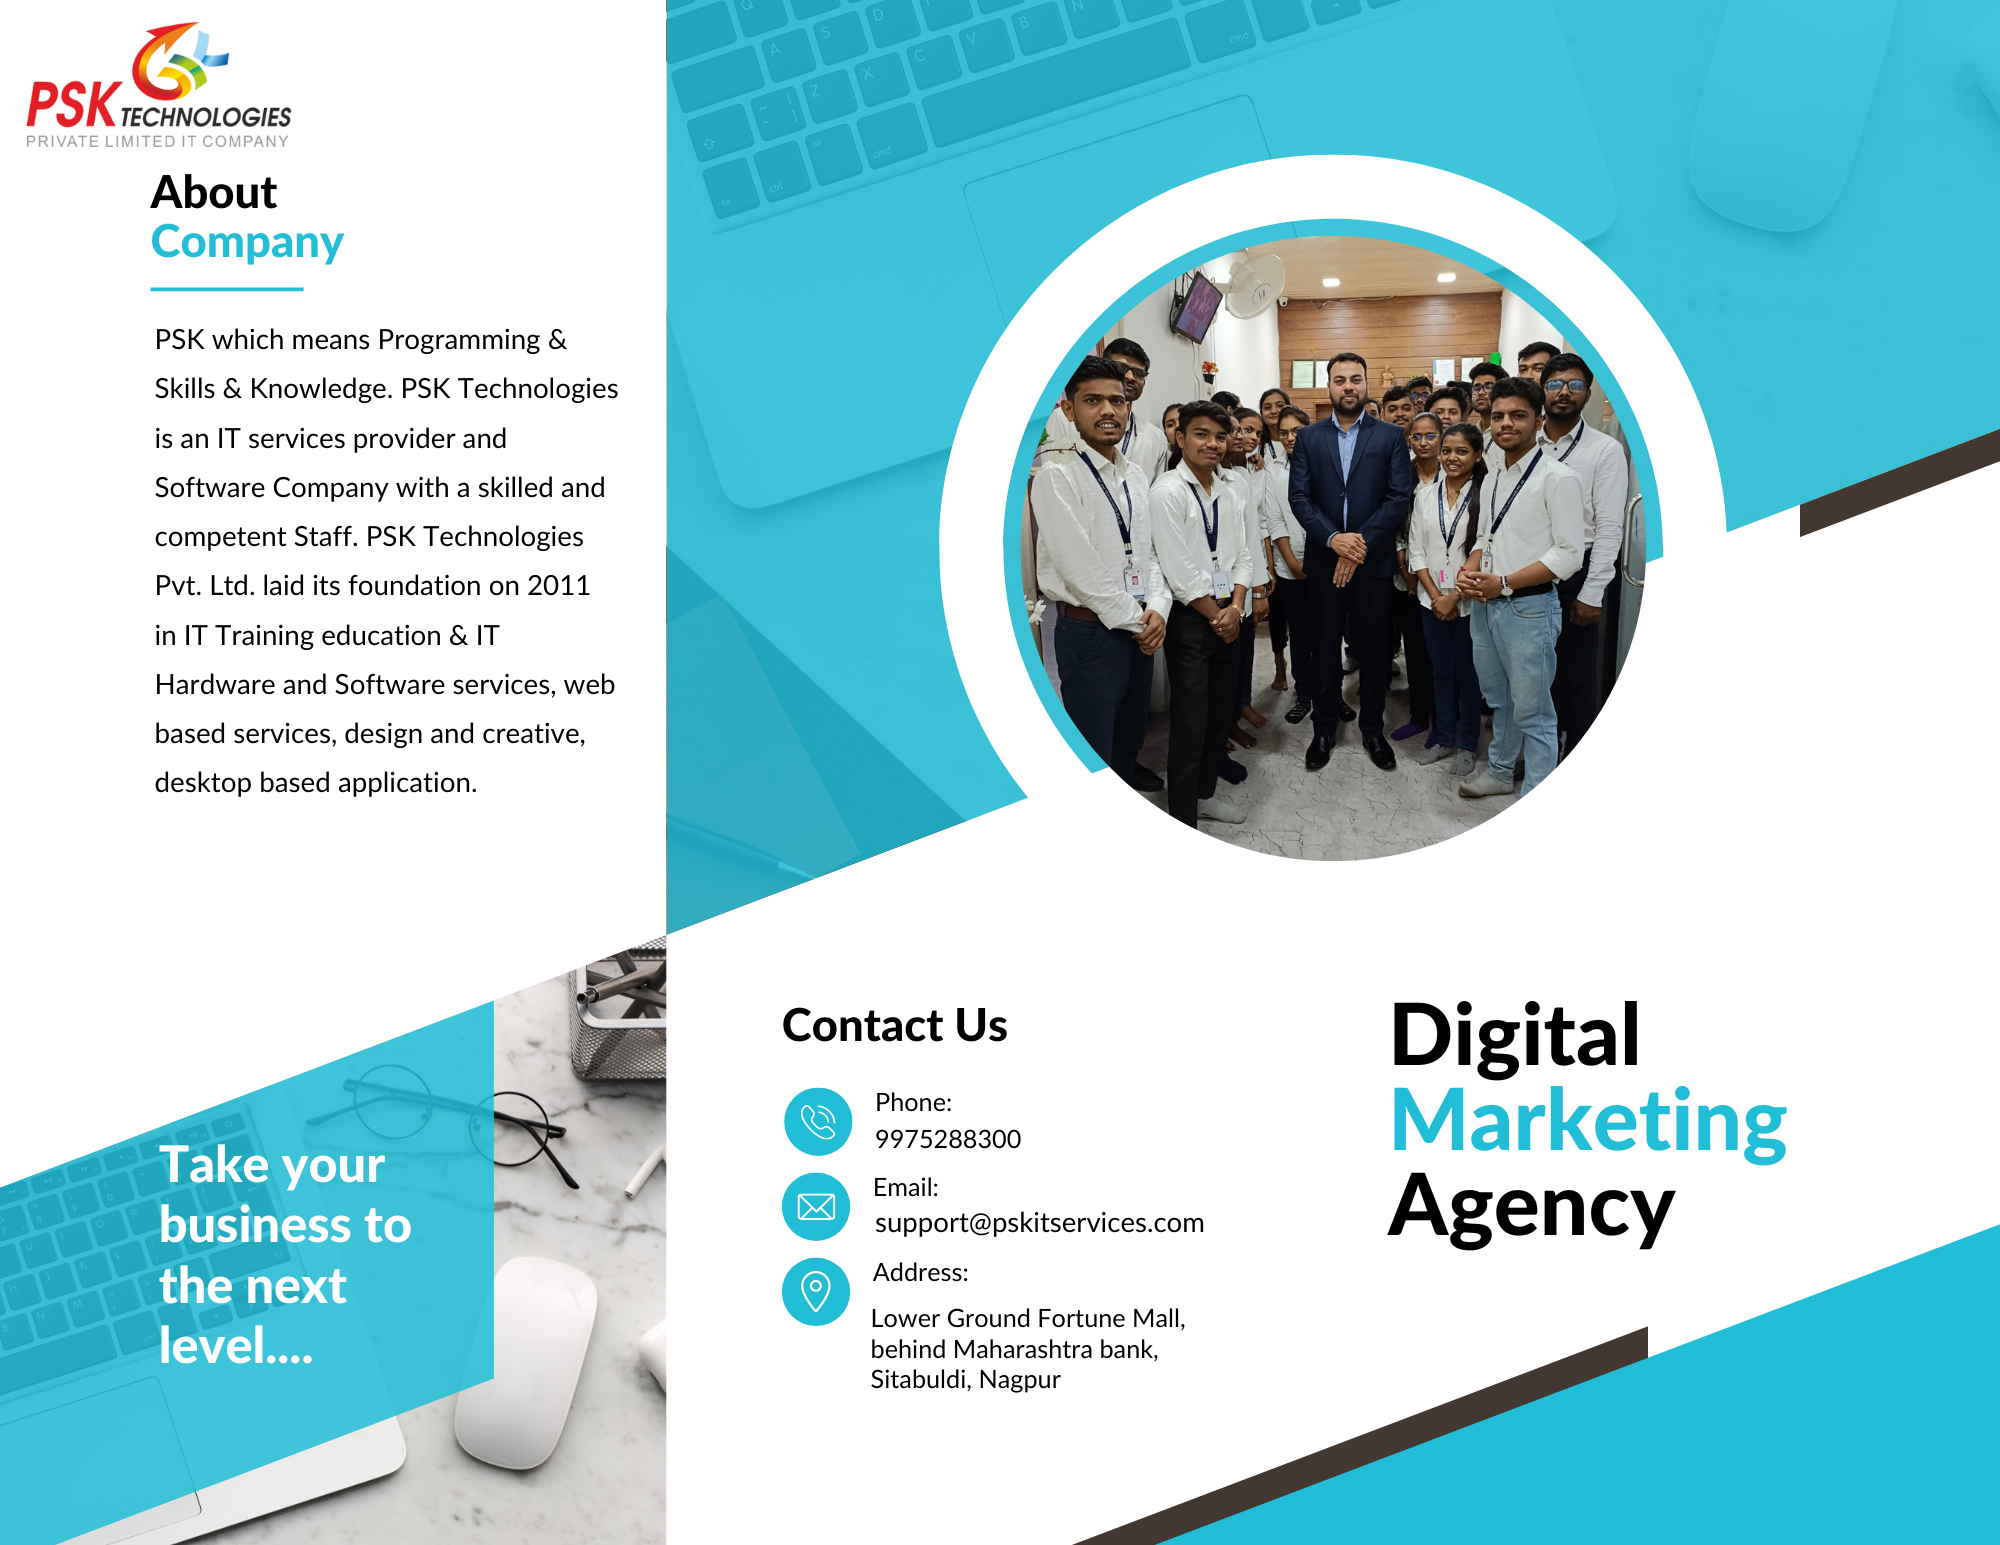 PSK TECHNOLOGIES
PRIVATE LIMITED IT COMPANY
About
Company
PSK which means Programming &
Skills & Knowledge. PSK Technologies
is an IT services provider and
Software Company with a skilled and
competent Staff. PSK Technologies
Pvt. Ltd. laid its foundation on 2011
in IT Training education & IT
Hardware and Software services, web
based services, design and creative,
desktop based application.
Take your
business to
the next
level....
Contact Us
Phone:
9975288300
Email:
support@pskitservices.com
Address:
Lower Ground Fortune Mall,
behind Maharashtra bank,
Sitabuldi, Nagpur
Digital
Marketing
Agency